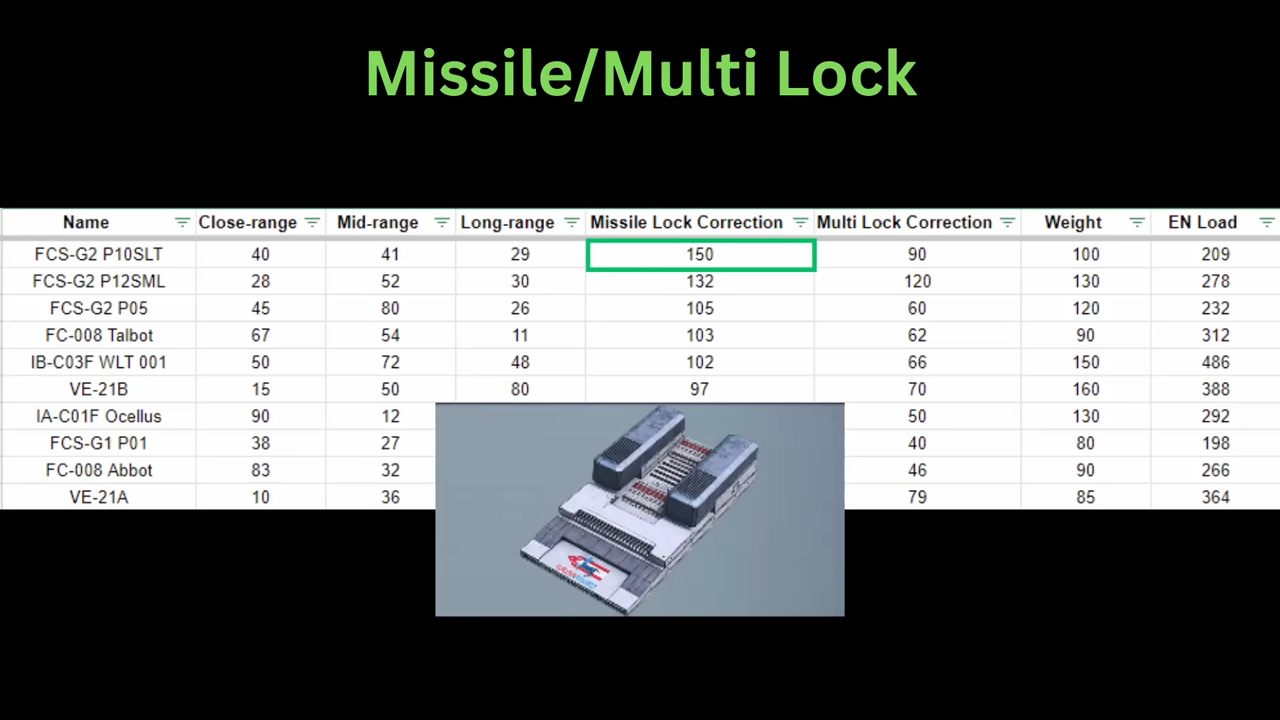 Missile/Multi Lock
Name Close-range Mid-range Long-range Missile Lock Correction Multi Lock Correction Weight EN Load
FCS-G2 P10SLT 40 41 29 150 90 100 209
FCS-G2 P12SML 28 52 30 132 120 130 278
FCS-G2 P05 45 80 26 105 60 120 232
FC-008 Talbot 67 54 11 103 62 90 312
IB-C03F WLT 001 50 72 48 102 66 150 486
VE-21B 15 50 80 97 70 160 388
IA-C01F Ocellus 90 12 50 130 292
FCS-G1 P01 38 27 40 80 198
FC-008 Abbot 83 32 46 90 266
VE-21A 10 36 79 85 364